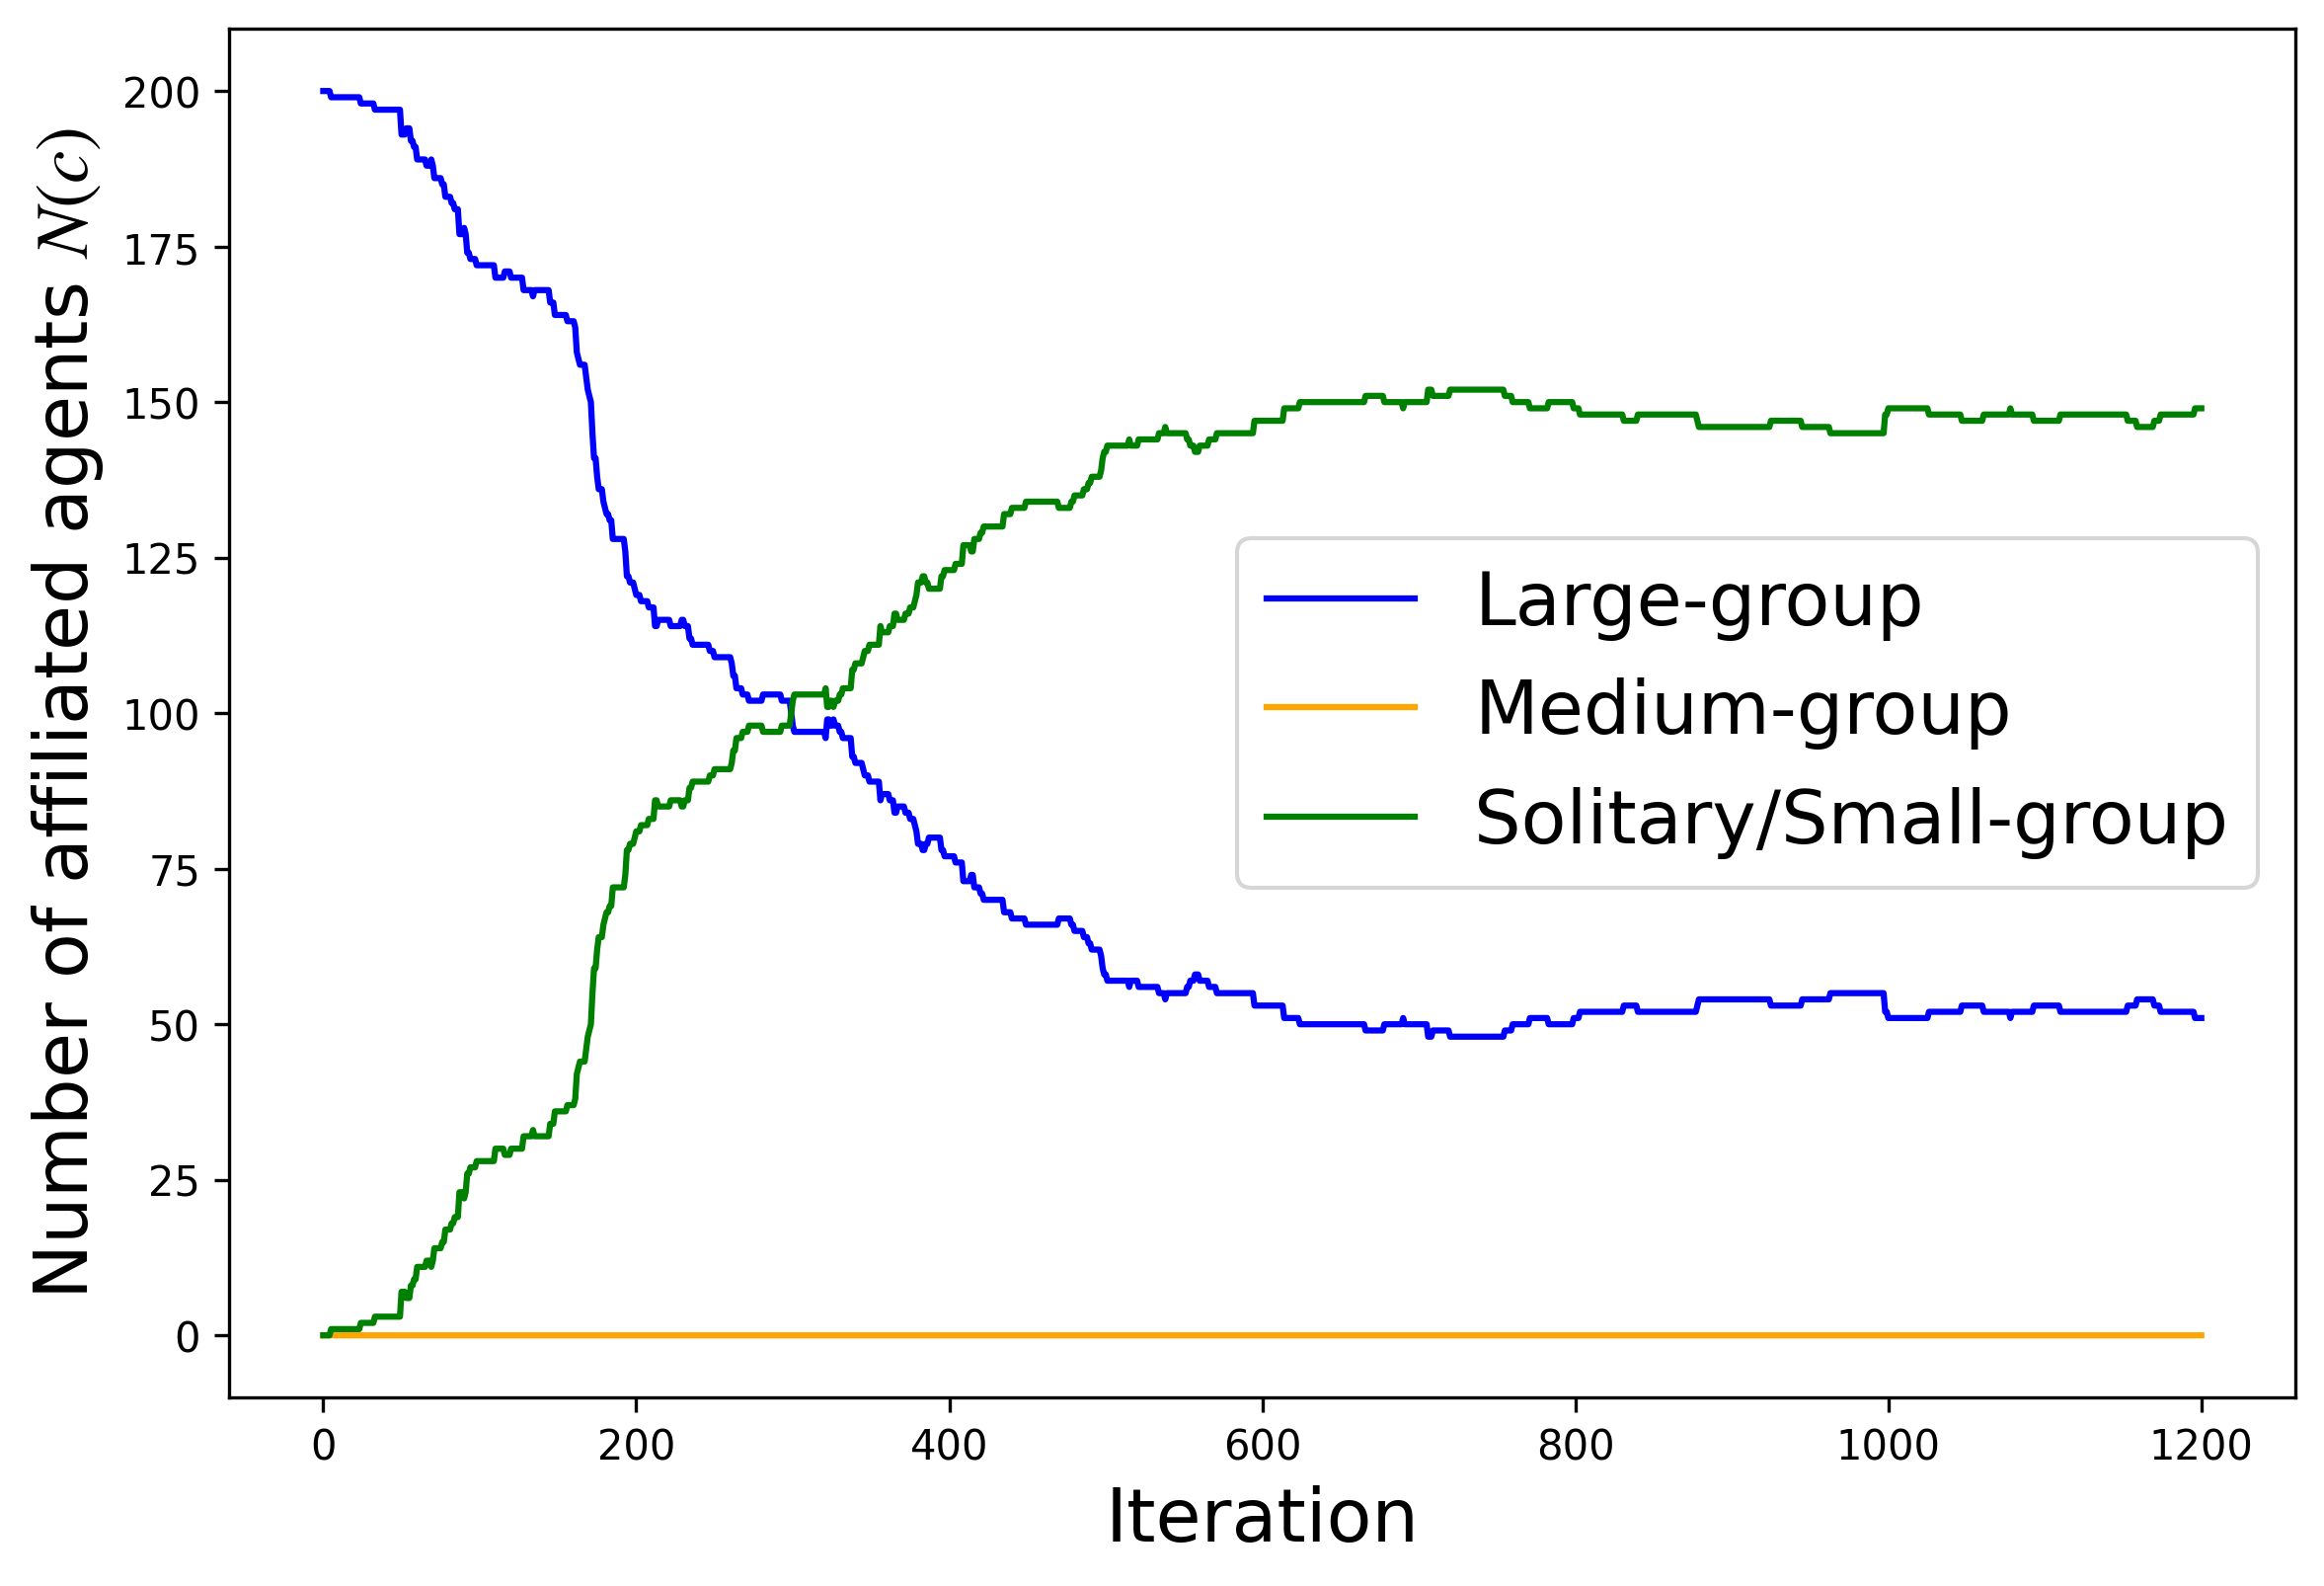 Number of affiliated agents N(c)
200
175
150
125
100
75
50
25
0
0 200 400 600 800 1000 1200
Iteration
Large-group
Medium-group
Solitary/Small-group